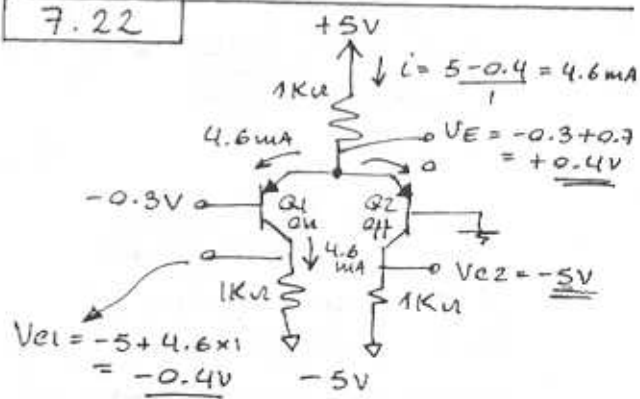 7.22
+5V
i = 5-0.4 = 4.6mA
1
1KΩ
4.6mA
VE = -0.3+0.7
= +0.4V
0
-0.3V
Q1
on
Q2
off
4.6
mA
VC2 = -5V
1KΩ
1KΩ
VC1 = -5+4.6×1
= -0.4V
-5V